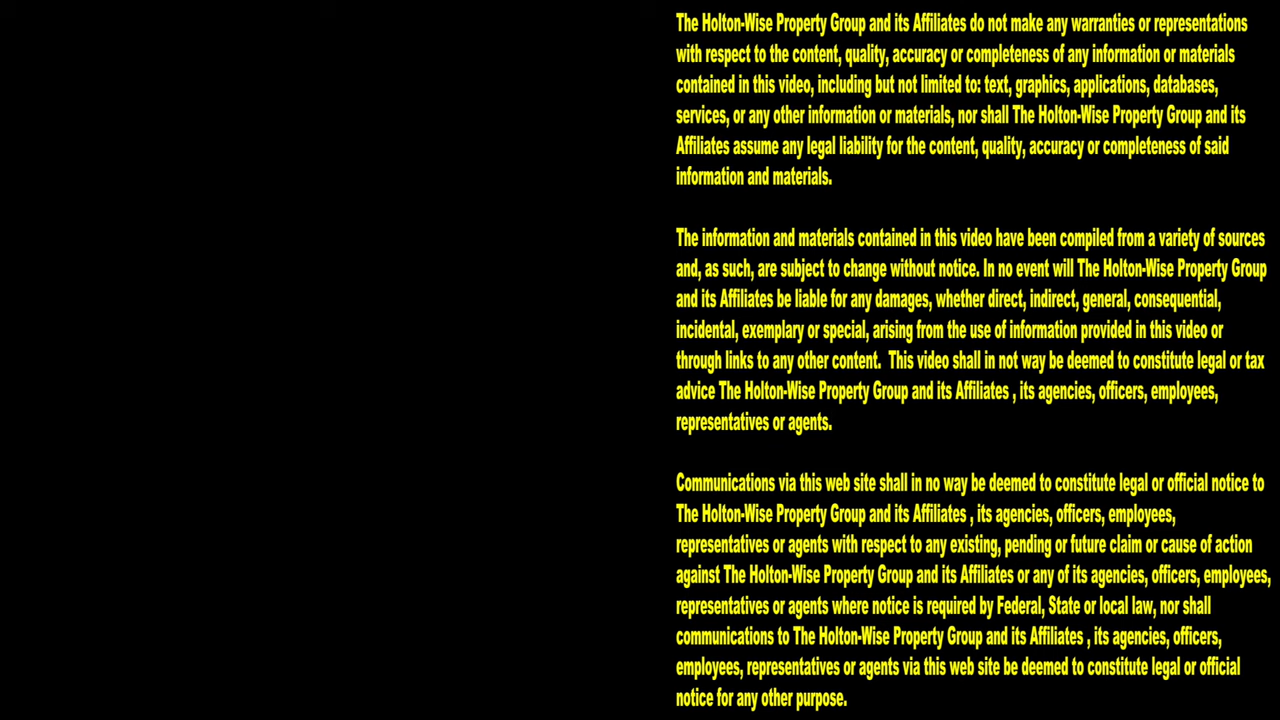 The Holton-Wise Property Group and its Affiliates do not make any warranties or representations
with respect to the content, quality, accuracy or completeness of any information or materials
contained in this video, including but not limited to: text, graphics, applications, databases,
services, or any other information or materials, nor shall The Holton-Wise Property Group and its
Affiliates assume any legal liability for the content, quality, accuracy or completeness of said
information and materials.
The information and materials contained in this video have been compiled from a variety of sources
and, as such, are subject to change without notice. In no event will The Holton-Wise Property Group
and its Affiliates be liable for any damages, whether direct, indirect, general, consequential,
incidental, exemplary or special, arising from the use of information provided in this video or
through links to any other content.  This video shall in not way be deemed to constitute legal or tax
advice The Holton-Wise Property Group and its Affiliates , its agencies, officers, employees,
representatives or agents.
Communications via this web site shall in no way be deemed to constitute legal or official notice to
The Holton-Wise Property Group and its Affiliates , its agencies, officers, employees,
representatives or agents with respect to any existing, pending or future claim or cause of action
against The Holton-Wise Property Group and its Affiliates or any of its agencies, officers, employees,
representatives or agents where notice is required by Federal, State or local law, nor shall
communications to The Holton-Wise Property Group and its Affiliates , its agencies, officers,
employees, representatives or agents via this web site be deemed to constitute legal or official
notice for any other purpose.